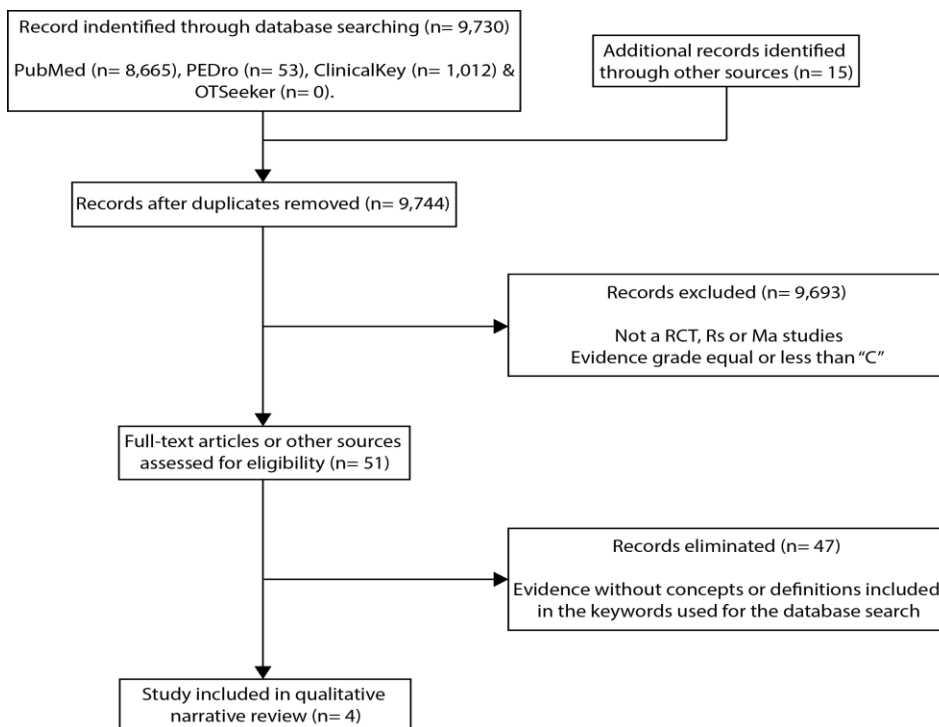 Record indentified through database searching (n= 9,730)
PubMed (n= 8,665), PEDro (n= 53), ClinicalKey (n= 1,012) &
OTSeeker (n= 0).
Additional records identified
through other sources (n= 15)
Records after duplicates removed (n= 9,744)
Records excluded (n= 9,693)
Not a RCT, Rs or Ma studies
Evidence grade equal or less than “C”
Full-text articles or other sources
assessed for eligibility (n= 51)
Records eliminated (n= 47)
Evidence without concepts or definitions included
in the keywords used for the database search
Study included in qualitative
narrative review (n= 4)